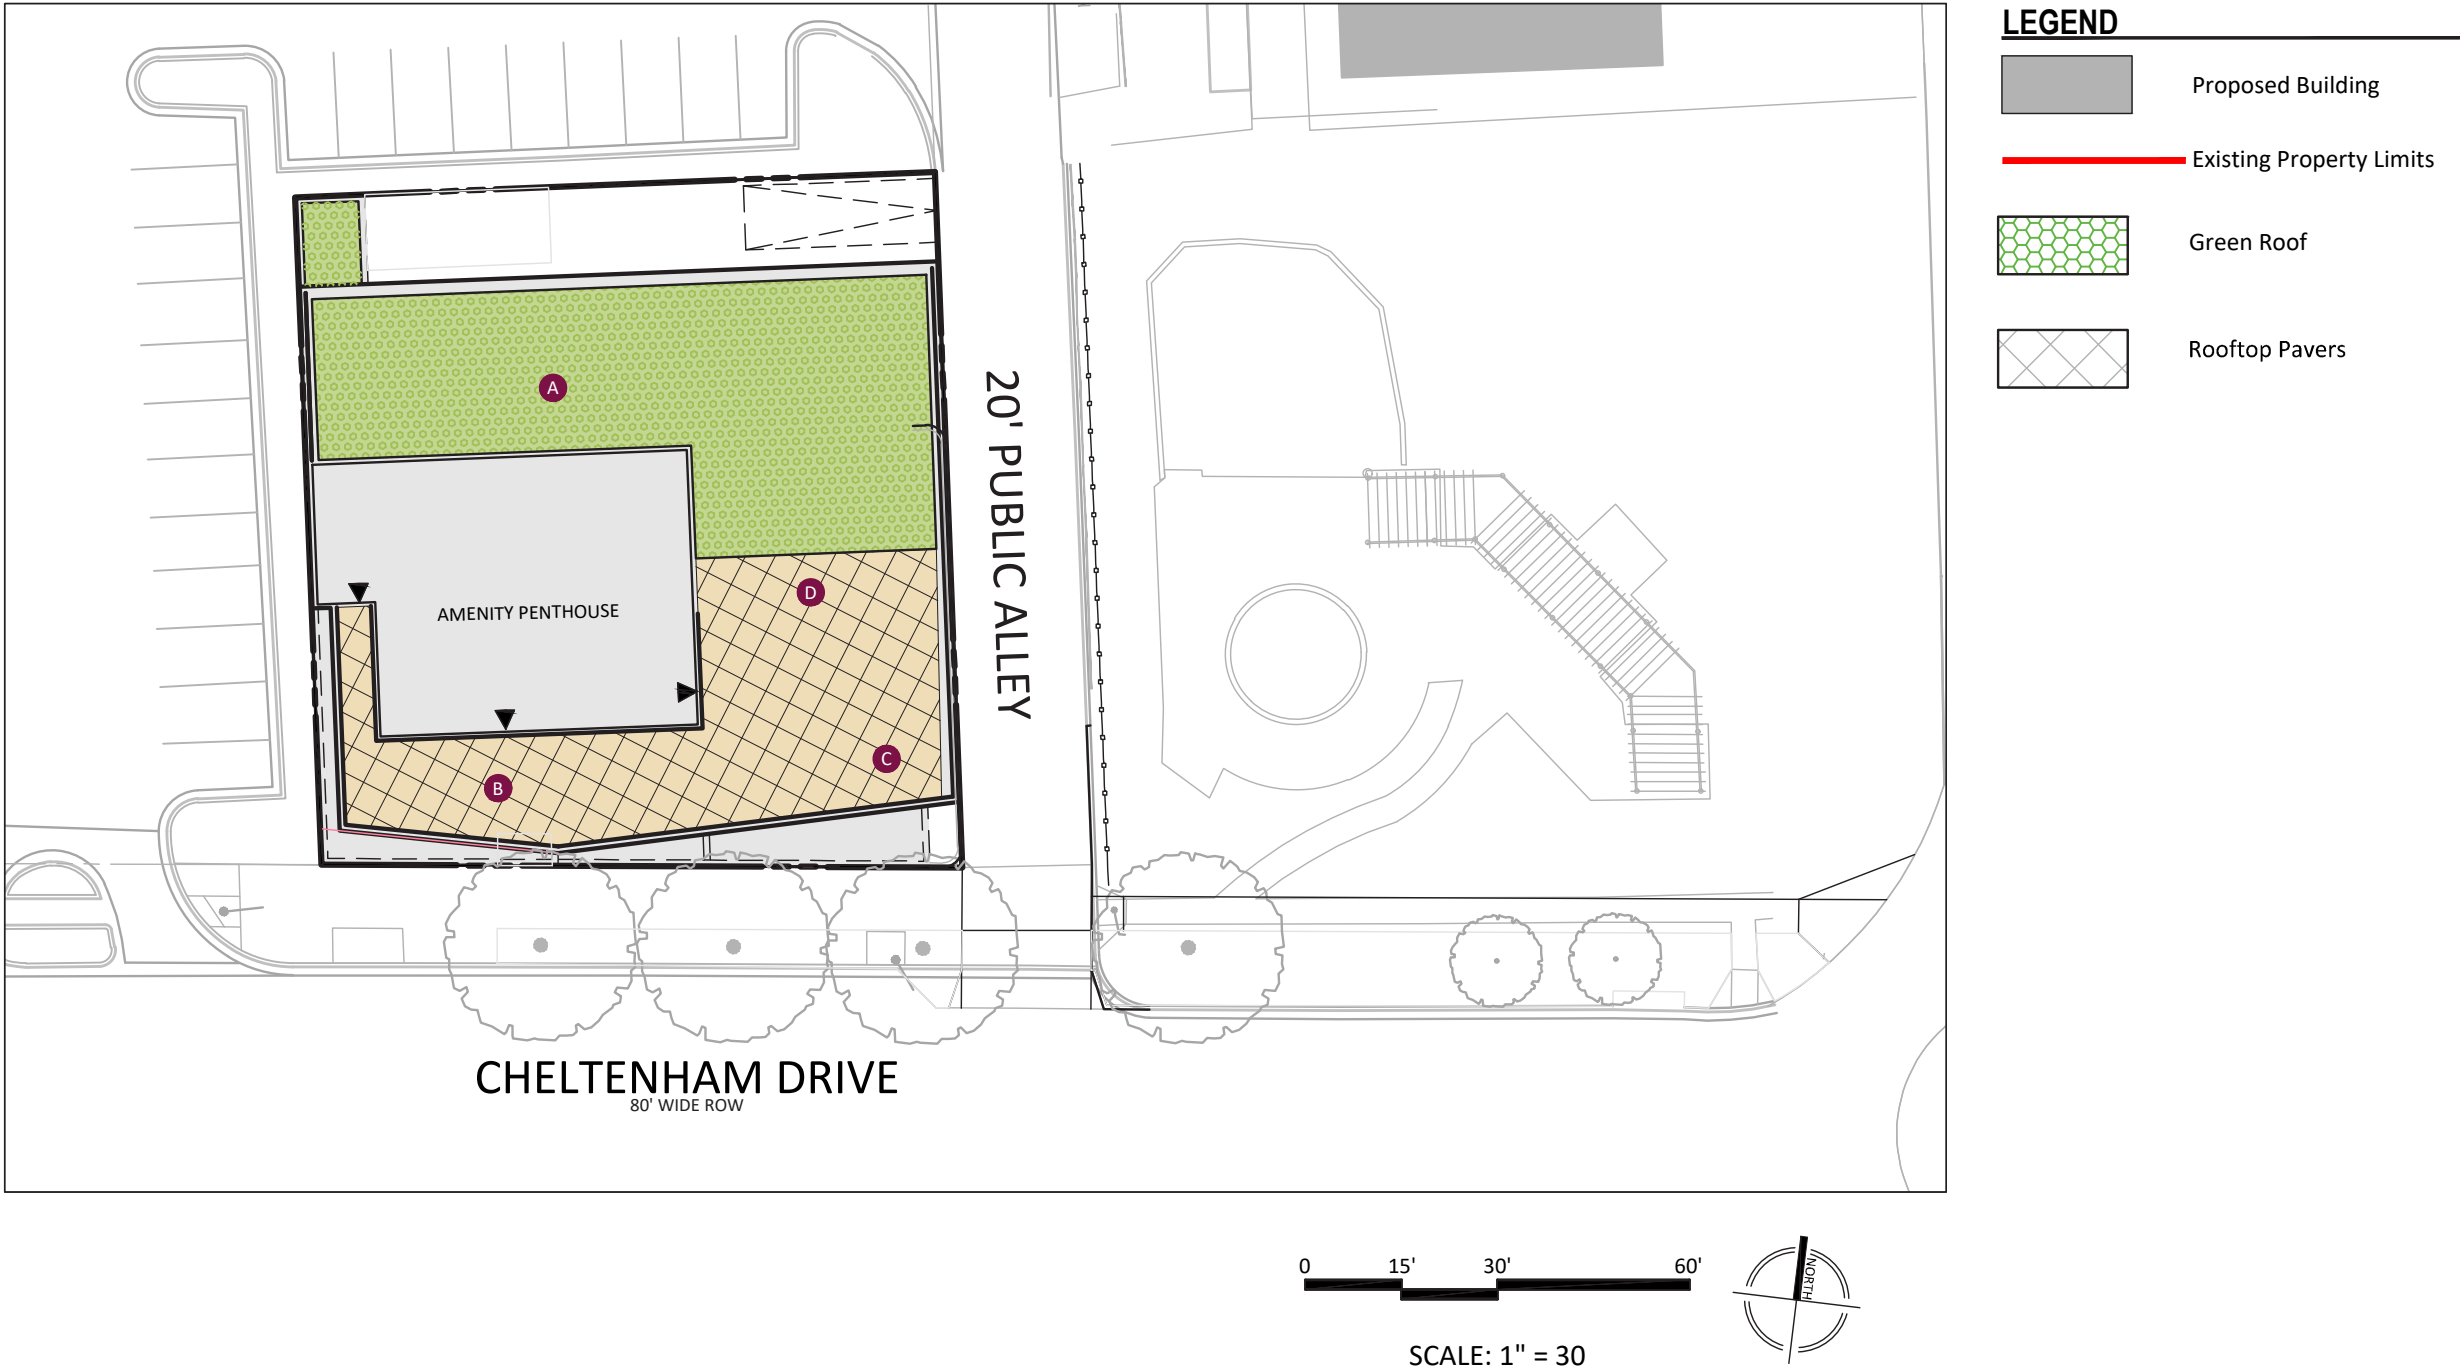 LEGEND
Proposed Building
Existing Property Limits
Green Roof
Rooftop Pavers
A
20' PUBLIC ALLEY
D
AMENITY PENTHOUSE
C
B
CHELTENHAM DRIVE
80' WIDE ROW
0 15' 30' 60'
NORTH
SCALE: 1" = 30